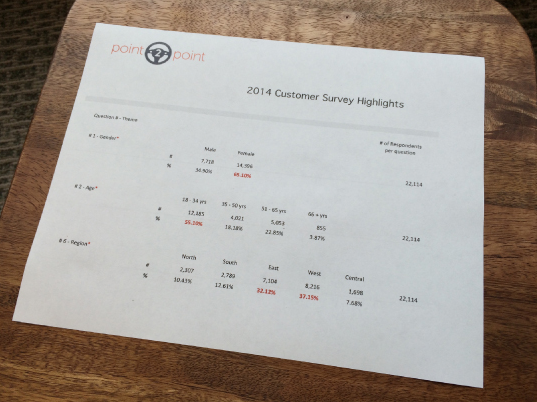 point 2 point
2014 Customer Survey Highlights
Question # - Theme
# of Respondents
per question
# 1 - Gender*
Male Female
# 7,718 14,396
% 34.90% 65.10%
22,114
# 2 - Age*
18 - 34 yrs 35 - 50 yrs 51 - 65 yrs 66 + yrs
# 12,185 4,021 5,053 855
% 55.10% 18.18% 22.85% 3.87%
22,114
# 6 - Region*
North South East West Central
# 2,307 2,789 7,104 8,216 1,698
% 10.43% 12.61% 32.12% 37.15% 7.68%
22,114